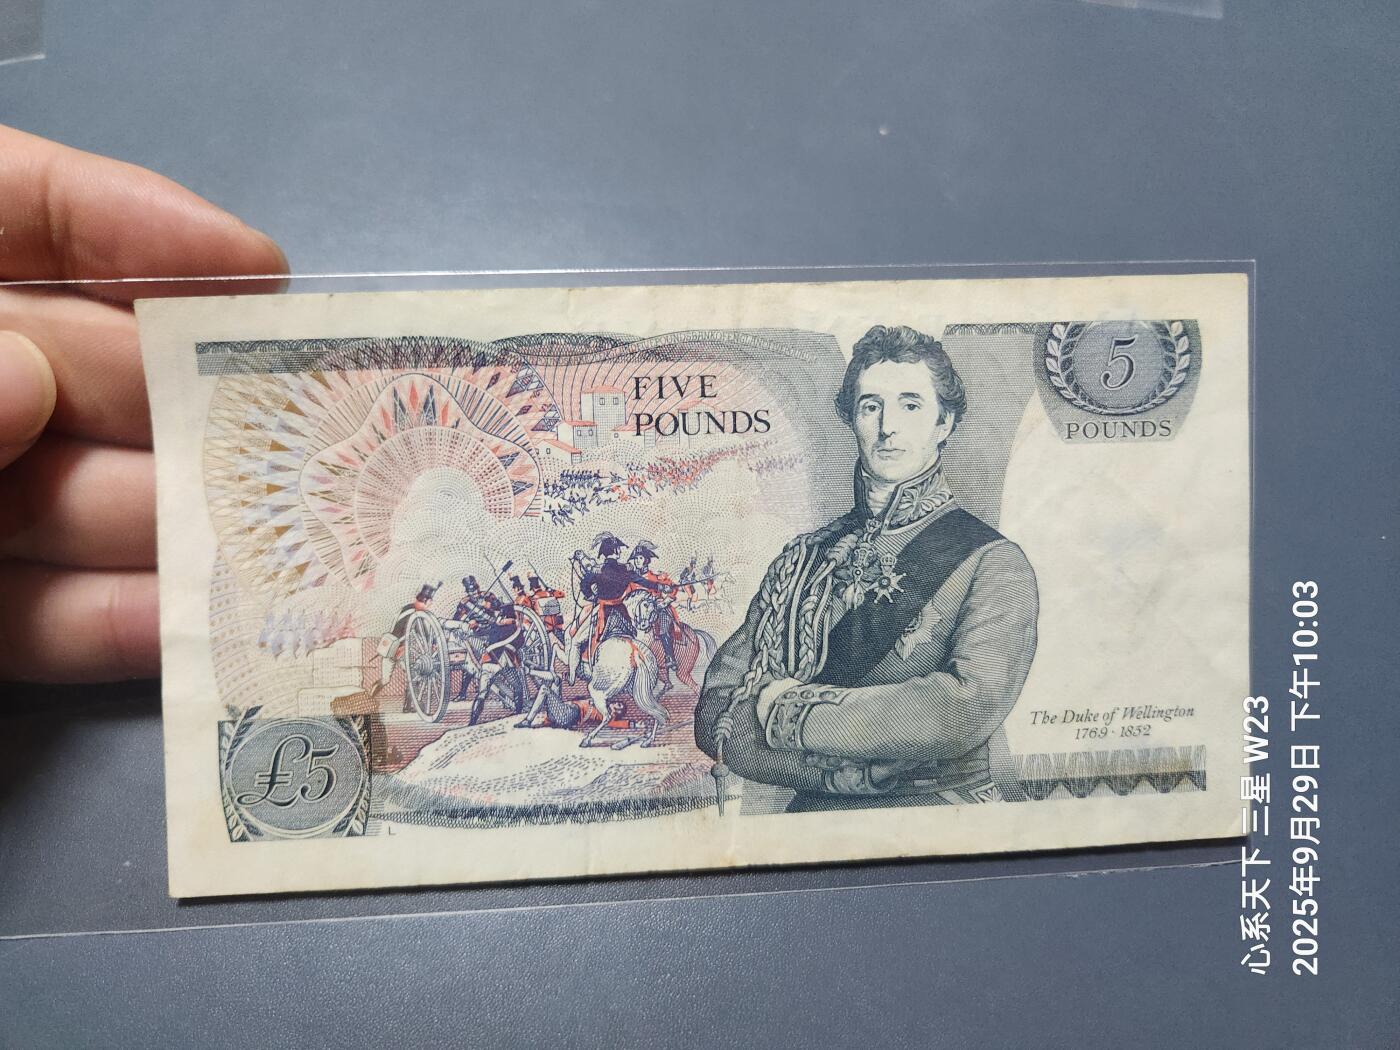 FIVE
POUNDS
5
POUNDS
£5
L
The Duke of Wellington
1769 · 1852
心系天下 三星 W23
2025年9月29日 下午10:03